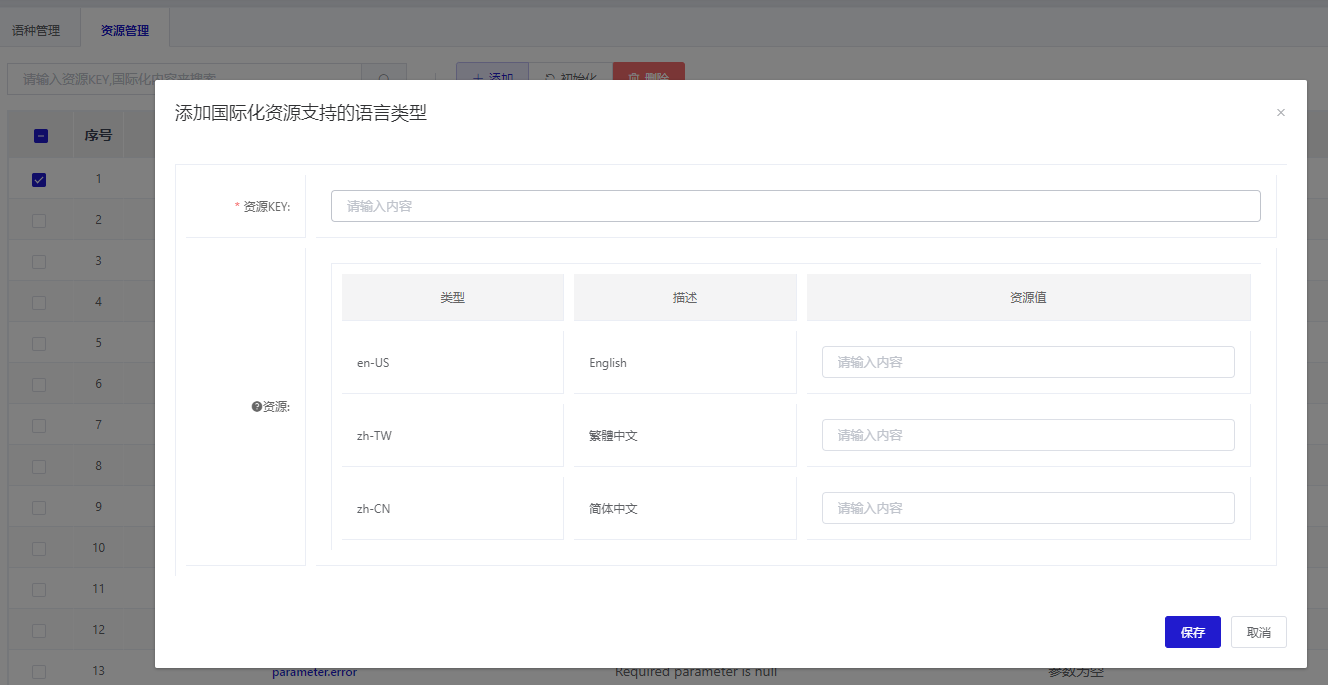 语种管理 资源管理
请输入资源KEY,国际化内容来搜索 添加 初始化 删除
序号
1
2
3
4
5
6
7
8
9
10
11
12
13 parameter.error Required parameter is null 参数为空
添加国际化资源支持的语言类型 ×
* 资源KEY: 请输入内容
?资源:
类型 描述 资源值
en-US English 请输入内容
zh-TW 繁體中文 请输入内容
zh-CN 简体中文 请输入内容
保存 取消